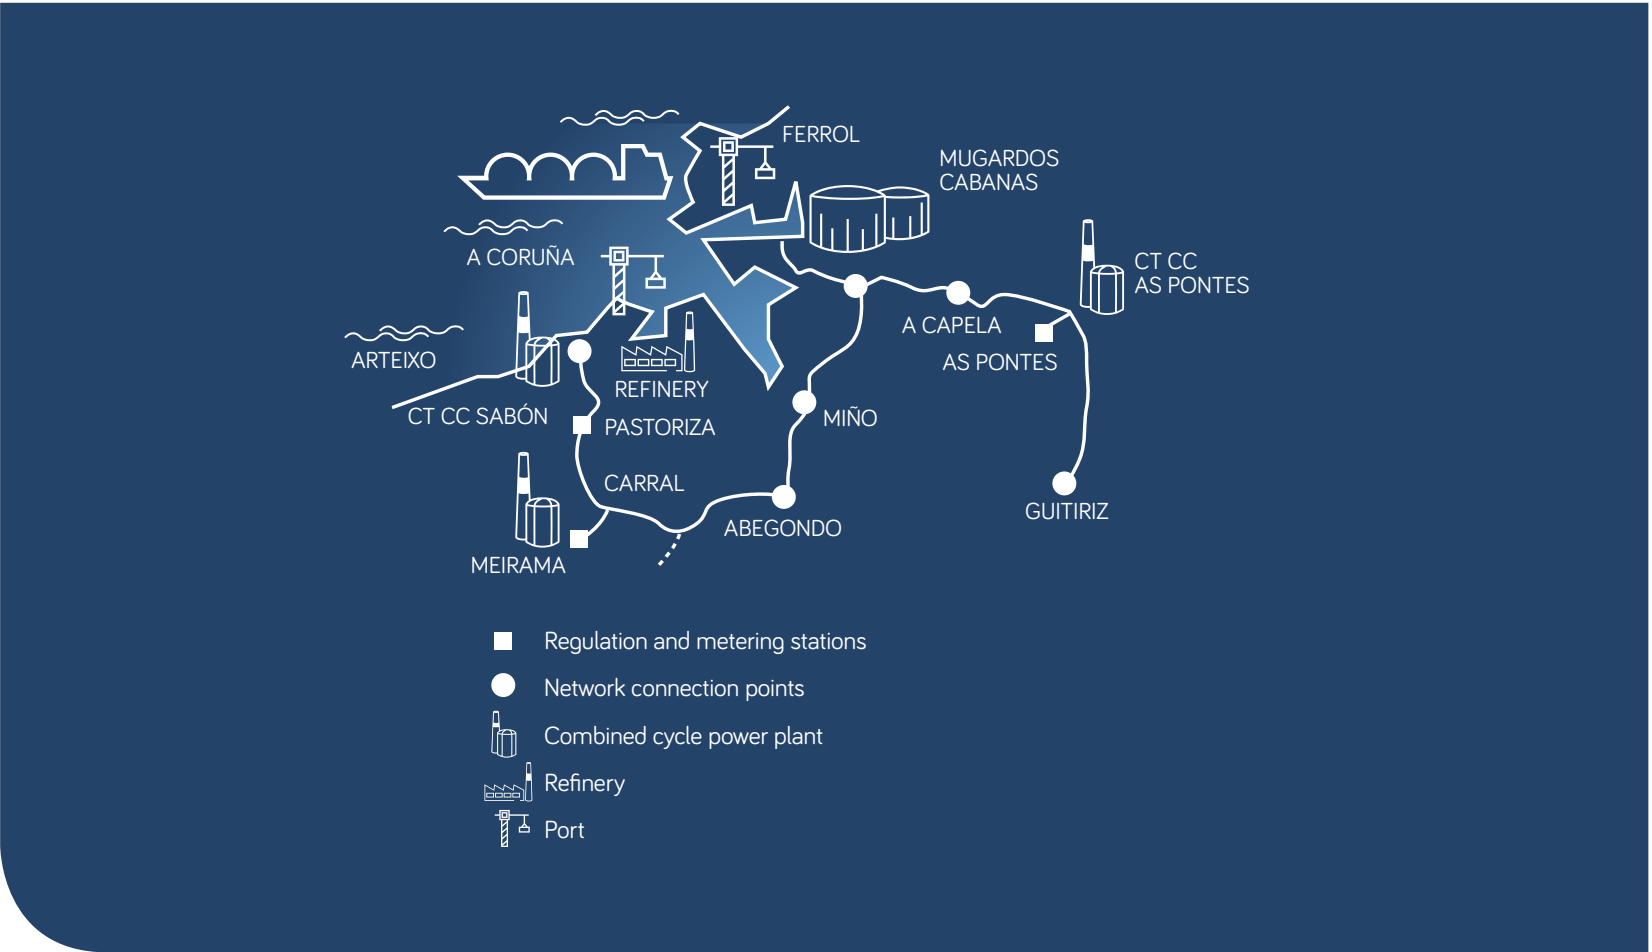 FERROL
MUGARDOS
CABANAS
A CORUÑA
CT CC
AS PONTES
A CAPELA
ARTEIXO
AS PONTES
REFINERY
CT CC SABÓN
MIÑO
PASTORIZA
CARRAL
GUITIRIZ
ABEGONDO
MEIRAMA
Regulation and metering stations
Network connection points
Combined cycle power plant
Refinery
Port